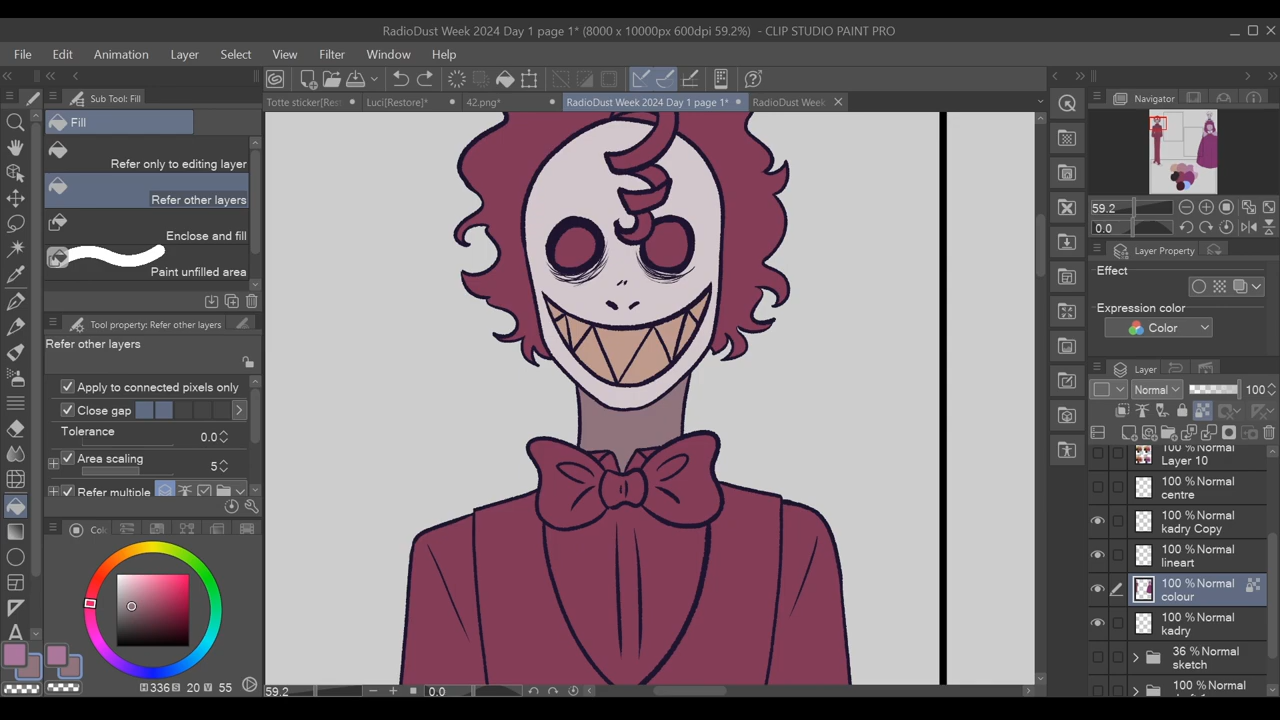 RadioDust Week 2024 Day 1 page 1* (8000 x 10000px 600dpi 59.2%) - CLIP STUDIO PAINT PRO
File Edit Animation Layer Select View Filter Window Help
Sub Tool: Fill
Totte sticker[Res Luci[Restore]* 42.png* RadioDust Week 2024 Day 1 page 1* RadioDust Week
Navigator
Fill
Refer only to editing layer
Refer other layers
Enclose and fill
Paint unfilled area
59.2
0.0
Layer Property
Effect
Expression color
Color
Tool property: Refer other layers
Refer other layers
Apply to connected pixels only
Close gap
Tolerance 0.0
Area scaling 5
Refer multiple
Layer
Normal 100
Layer 10
100 % Normal
centre
100 % Normal
kadry Copy
100 % Normal
lineart
100 % Normal
colour
100 % Normal
kadry
36 % Normal
sketch
100 % Normal
H 336 S 20 V 55
59.2 0.0